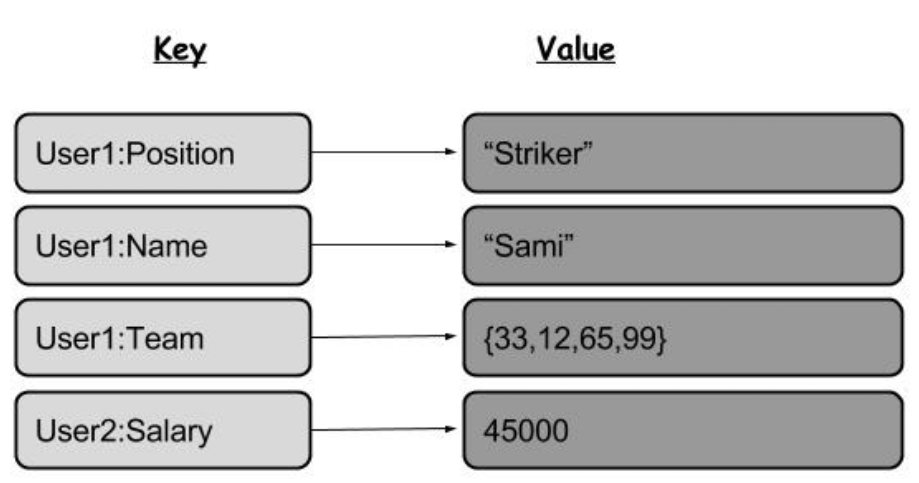 Key Value
User1:Position “Striker”
User1:Name “Sami”
User1:Team {33,12,65,99}
User2:Salary 45000